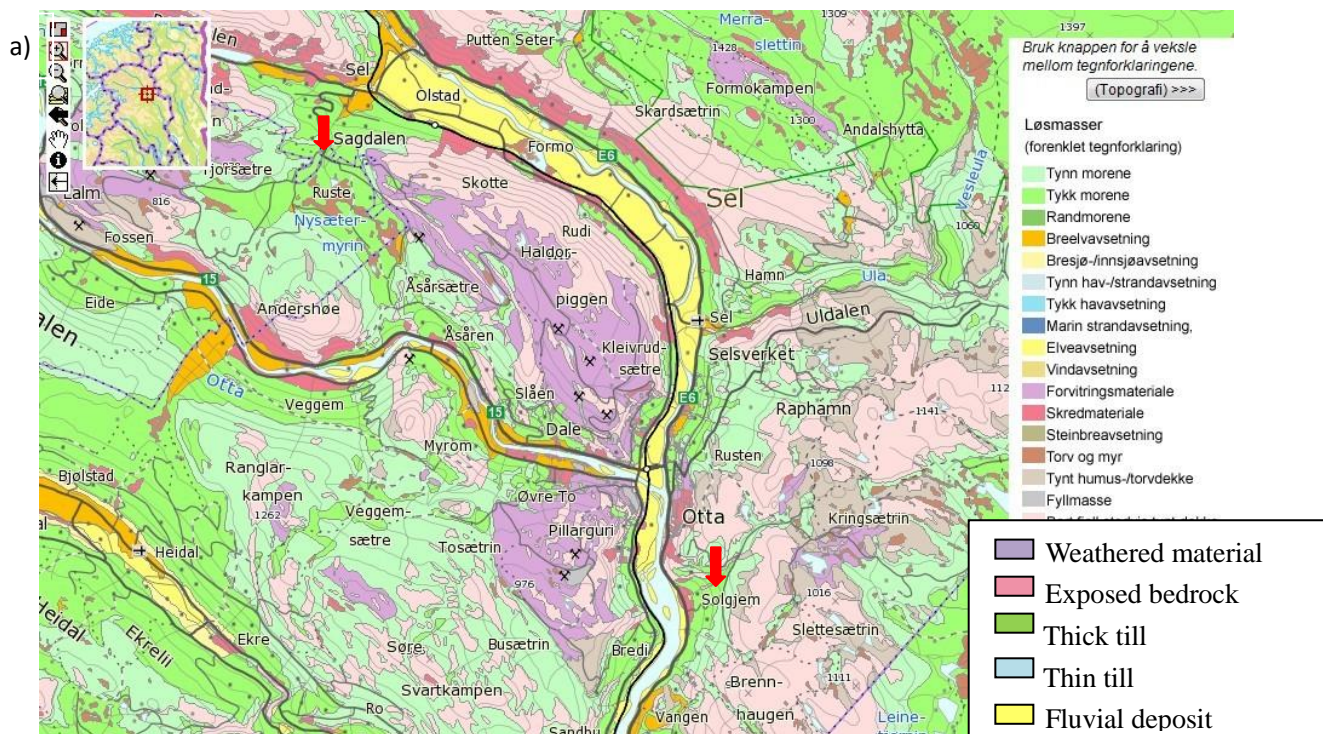 a)
Merra-
slettin
1309
1397
Putten Seter
1428
Formokampen
Sel
Olstad
Skardsætrin
1300
Andalshytta
Sagdalen
Formo
E6
Vesleula
Skotte
Sel
Lalm
816
Ruste
1060
Fossen
Nysæter-
myrin
Rudi
Haldor-
piggen
Hamn
Ula
15
Eide
Andershøe
Åsårsætre
Sel
Uldalen
Åsåren
Kleivrud-
sætre
Selsverket
Otta
Slåen
E6
Veggem
15
Dale
Raphamn
1141
Myrom
Rusten
Bjølstad
Ranglar-
kampen
1262
Øvre To
1098
Veggem-
sætre
Pillarguri
Otta
Kringsætrin
Heidal
Tosætrin
976
Solgjem
1016
Heidal
Ekrelli
Ekre
Søre
Busætrin
Bredi
Slettesætrin
Svartkampen
Brenn-
haugen
1111
Ro
Vangen
Leine-
Sandbu
Bruk knappen for å veksle
mellom tegnforklaringene.
(Topografi) >>>
Løsmasser
(forenklet tegnforklaring)
Tynn morene
Tykk morene
Randmorene
Breelvavsetning
Bresjø-/innsjøavsetning
Tynn hav-/strandavsetning
Tykk havavsetning
Marin strandavsetning,
Elveavsetning
Vindavsetning
Forvitringsmateriale
Skredmateriale
Steinbreavsetning
Torv og myr
Tynt humus-/torvdekke
Fyllmasse
Weathered material
Exposed bedrock
Thick till
Thin till
Fluvial deposit